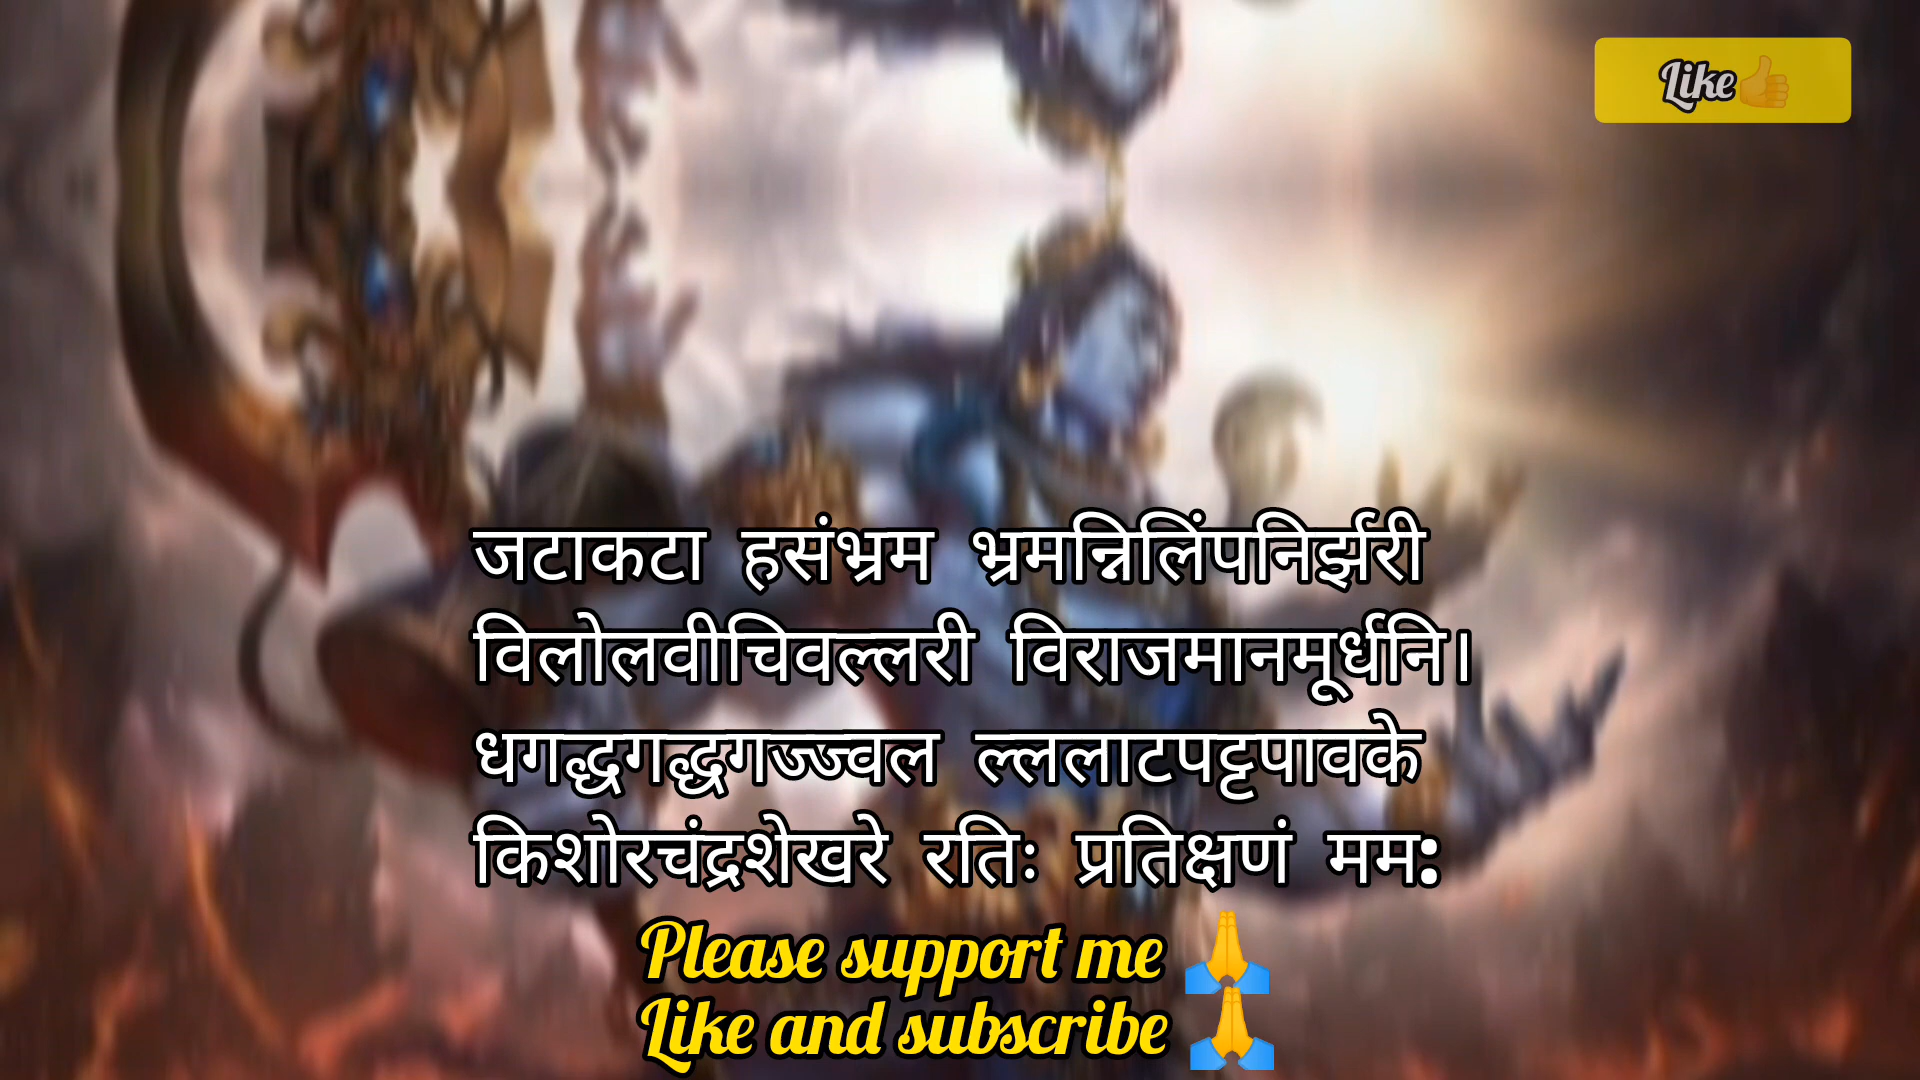 Like👍
जटाकटा हसंभ्रम भ्रमन्निलिंपनिर्झरी
विलोलवीचिवल्लरी विराजमानमूर्धनि।
धगद्धगद्धगज्ज्वल ल्ललाटपट्टपावके
किशोरचंद्रशेखरे रतिः प्रतिक्षणं मम:
Please support me 🙏
Like and subscribe 🙏